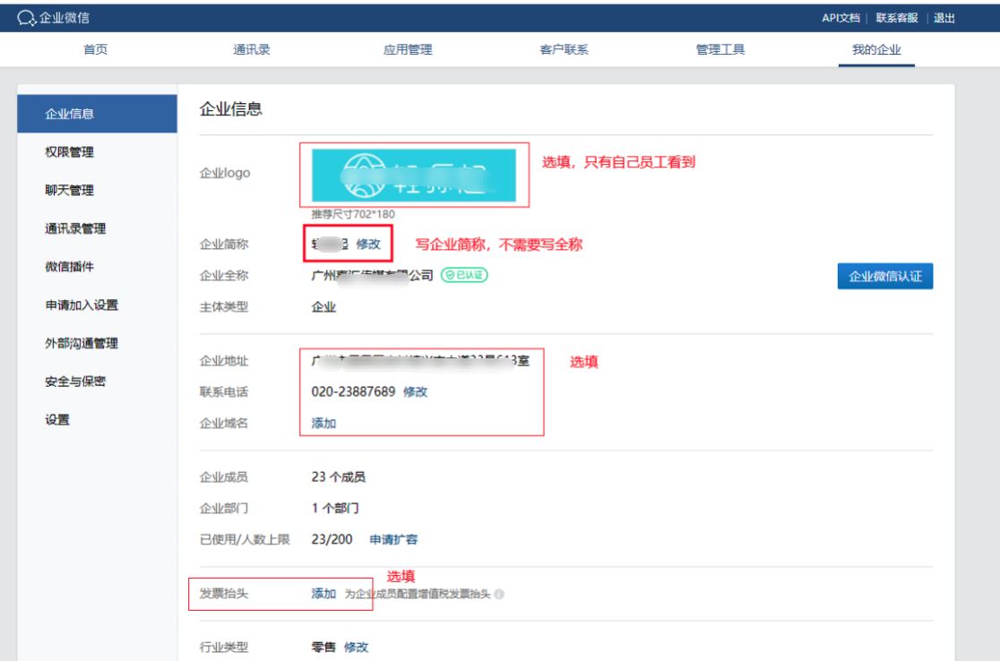 企业微信
API文档 | 联系客服 | 退出
首页 通讯录 应用管理 客户联系 管理工具 我的企业
企业信息
权限管理
聊天管理
通讯录管理
微信插件
申请加入设置
外部沟通管理
安全与保密
设置
企业信息
企业logo
选填，只有自己员工看到
推荐尺寸702*180
企业简称 修改 写企业简称，不需要写全称
企业全称 广州 公司 已认证 企业微信认证
主体类型 企业
企业地址 室 选填
联系电话 020-23887689 修改
企业域名 添加
企业成员 23 个成员
企业部门 1 个部门
已使用/人数上限 23/200 申请扩容
选填
发票抬头 添加 为企业成员配置增值税发票抬头
行业类型 零售 修改